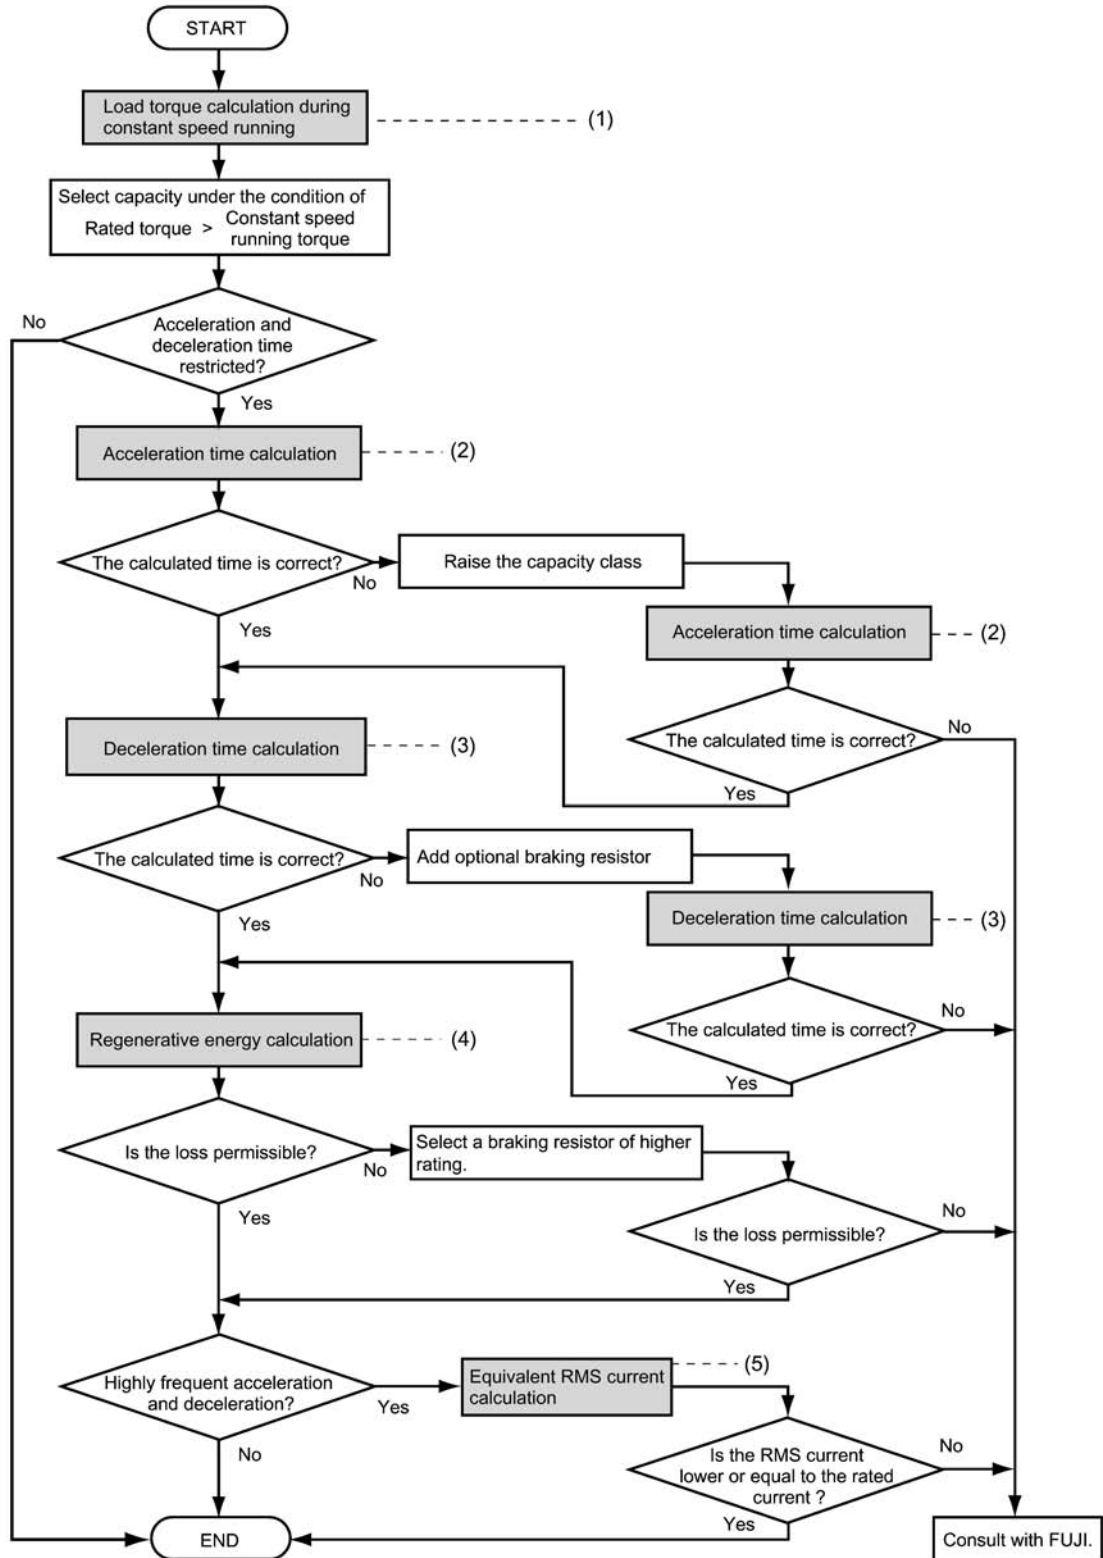 START
Load torque calculation during
constant speed running
(1)
Select capacity under the condition of
Rated torque > Constant speed
running torque
No
Acceleration and
deceleration time
restricted?
Yes
Acceleration time calculation
(2)
The calculated time is correct?
No
Raise the capacity class
Yes
Acceleration time calculation
(2)
Deceleration time calculation
(3)
The calculated time is correct?
No
Yes
The calculated time is correct?
No
Add optional braking resistor
Yes
Deceleration time calculation
(3)
Regenerative energy calculation
(4)
The calculated time is correct?
No
Yes
Is the loss permissible?
No
Select a braking resistor of higher
rating.
Yes
Is the loss permissible?
No
Yes
Highly frequent acceleration
and deceleration?
Yes
Equivalent RMS current
calculation
(5)
No
Is the RMS current
lower or equal to the rated
current ?
No
Yes
END
Consult with FUJI.